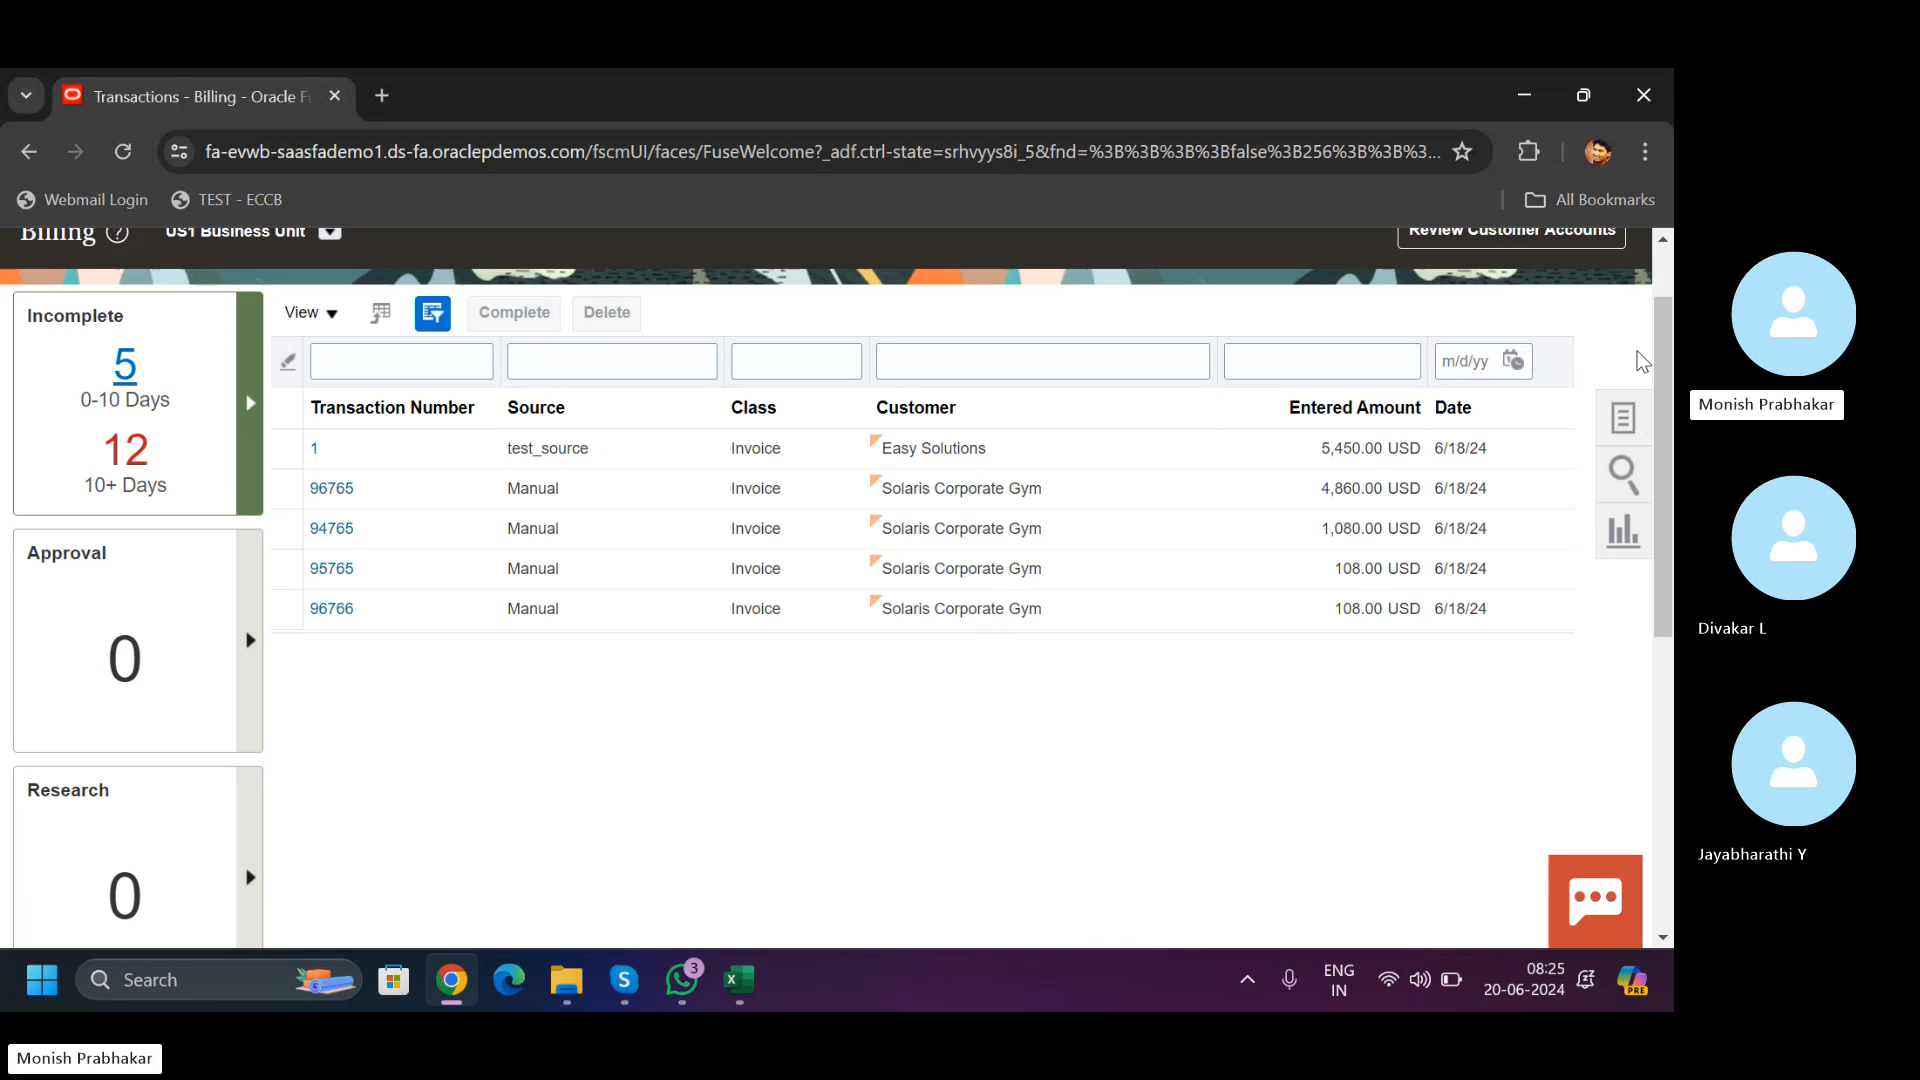 Transactions - Billing - Oracle F
fa-evwb-saasfademo1.ds-fa.oraclepdemos.com/fscmUI/faces/FuseWelcome?_adf.ctrl-state=srhvyys8i_5&fnd=%3B%3B%3B%3Bfalse%3B256%3B%3B%3...
Webmail Login TEST - ECCB All Bookmarks
Billing ? US1 Business Unit Review Customer Accounts
Incomplete
5
0-10 Days
12
10+ Days
Approval
0
Research
0
View Complete Delete
m/d/yy
Transaction Number Source Class Customer Entered Amount Date
1 test_source Invoice Easy Solutions 5,450.00 USD 6/18/24
96765 Manual Invoice Solaris Corporate Gym 4,860.00 USD 6/18/24
94765 Manual Invoice Solaris Corporate Gym 1,080.00 USD 6/18/24
95765 Manual Invoice Solaris Corporate Gym 108.00 USD 6/18/24
96766 Manual Invoice Solaris Corporate Gym 108.00 USD 6/18/24
Monish Prabhakar
Divakar L
Jayabharathi Y
Search
3
ENG
IN
08:25
20-06-2024
PRE
Monish Prabhakar